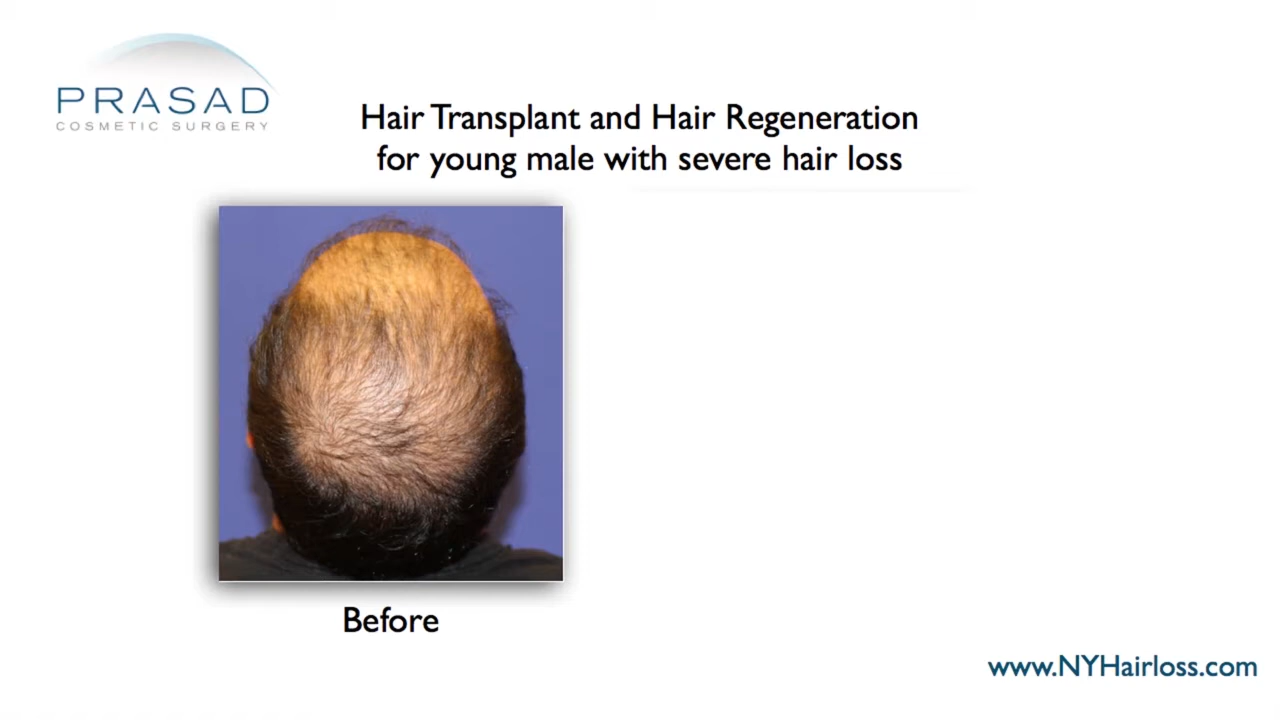 PRASAD
COSMETIC SURGERY
Hair Transplant and Hair Regeneration
for young male with severe hair loss
Before
www.NYHairloss.com